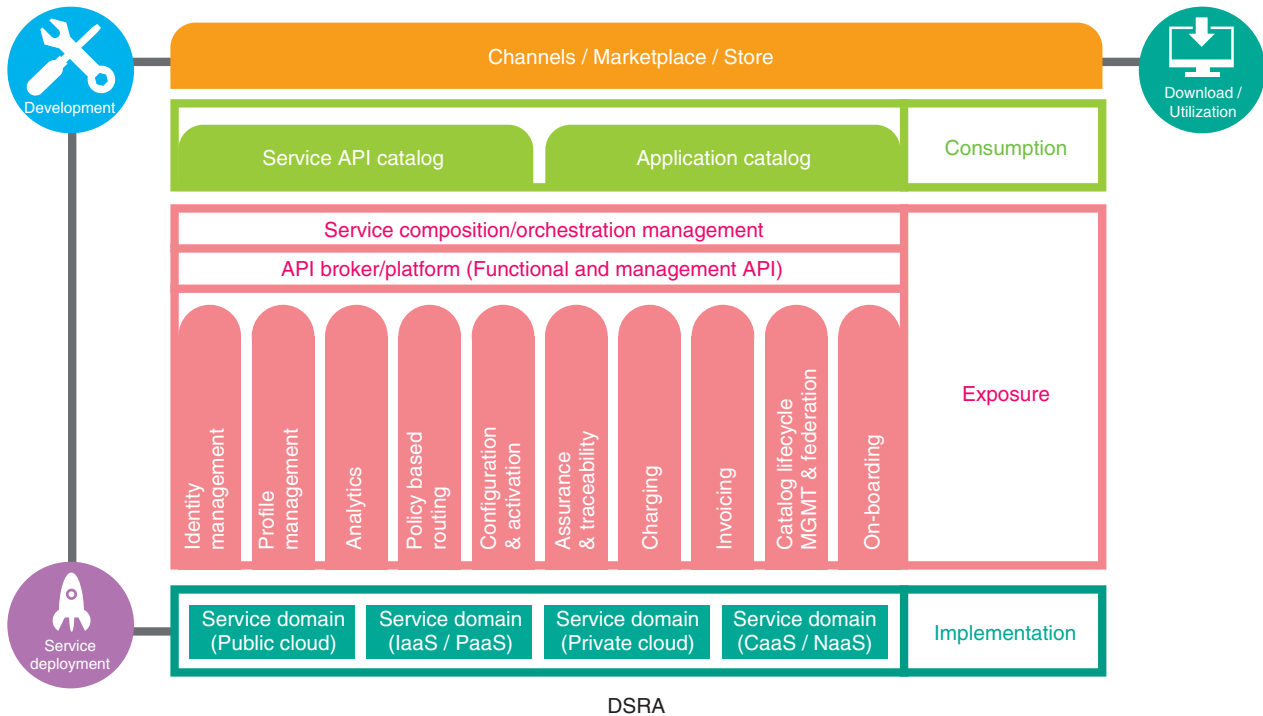 Development
Channels / Marketplace / Store
Download /
Utilization
Service API catalog
Application catalog
Consumption
Service composition/orchestration management
API broker/platform (Functional and management API)
Identity
management
Profile
management
Analytics
Policy based
routing
Configuration
& activation
Assurance
& traceability
Charging
Invoicing
Catalog lifecycle
MGMT & federation
On-boarding
Exposure
Service
deployment
Service domain
(Public cloud)
Service domain
(IaaS / PaaS)
Service domain
(Private cloud)
Service domain
(CaaS / NaaS)
Implementation
DSRA